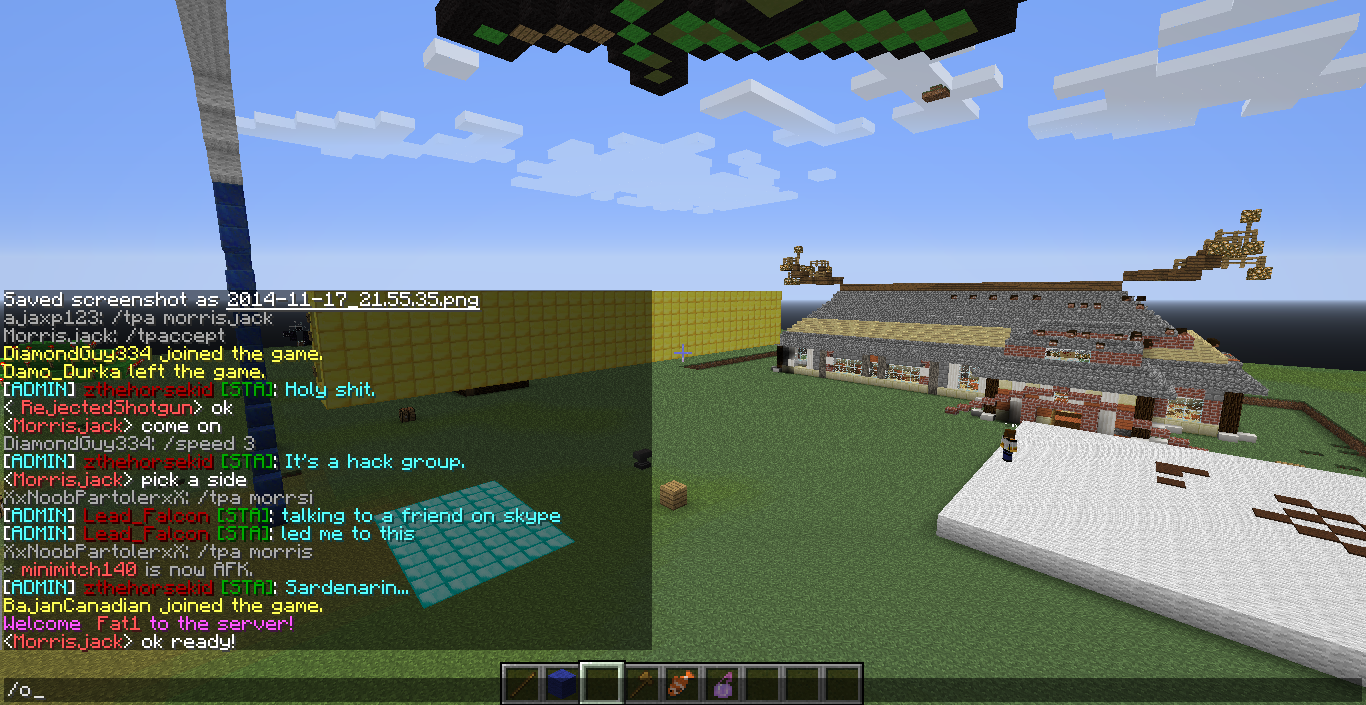 Saved screenshot as 2014-11-17_21.55.35.png
ajaxp123: /tpa morrisjack
Morrisjack: /tpaccept
DiamondGuy334 joined the game.
Damo_Durka left the game.
[ADMIN] zthehorsekid [STA]: Holy shit.
< RejectedShotgun> ok
<Morrisjack> come on
DiamondGuy334: /speed 3
[ADMIN] zthehorsekid [STA]: It's a hack group.
<Morrisjack> pick a side
XxNoobPartolerxX: /tpa morrsi
[ADMIN] Lead_Falcon [STA]: talking to a friend on skype
[ADMIN] Lead_Falcon [STA]: led me to this
XxNoobPartolerxX: /tpa morris
* minimitch140 is now AFK.
[ADMIN] zthehorsekid [STA]: Sardenarin...
BajanCanadian joined the game.
Welcome  Fat1 to the server!
<Morrisjack> ok ready!
/o_